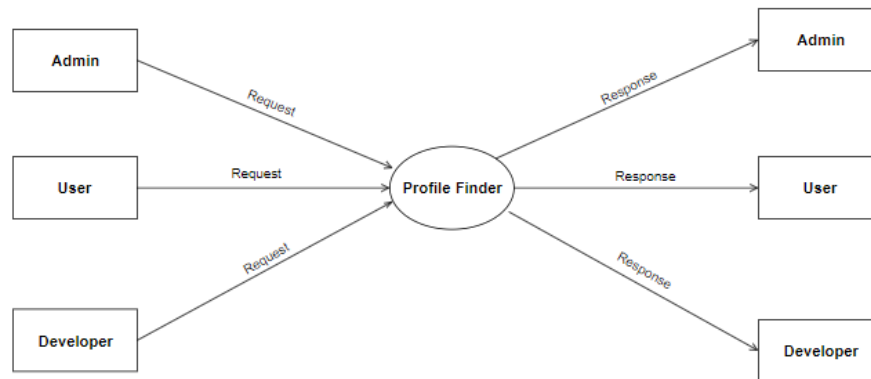 Admin
Request
Response
Admin
User
Request
Profile Finder
Response
User
Developer
Request
Response
Developer